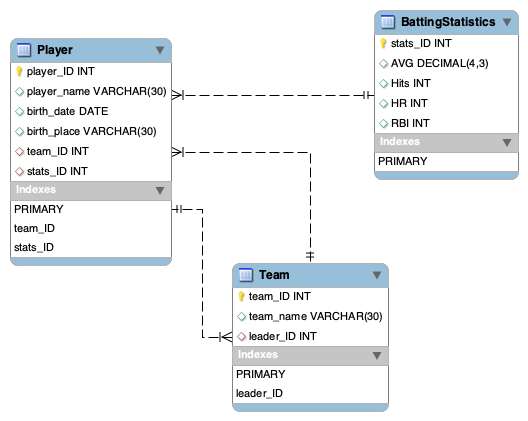 Player
player_ID INT
player_name VARCHAR(30)
birth_date DATE
birth_place VARCHAR(30)
team_ID INT
stats_ID INT
Indexes
PRIMARY
team_ID
stats_ID
BattingStatistics
stats_ID INT
AVG DECIMAL(4,3)
Hits INT
HR INT
RBI INT
Indexes
PRIMARY
Team
team_ID INT
team_name VARCHAR(30)
leader_ID INT
Indexes
PRIMARY
leader_ID